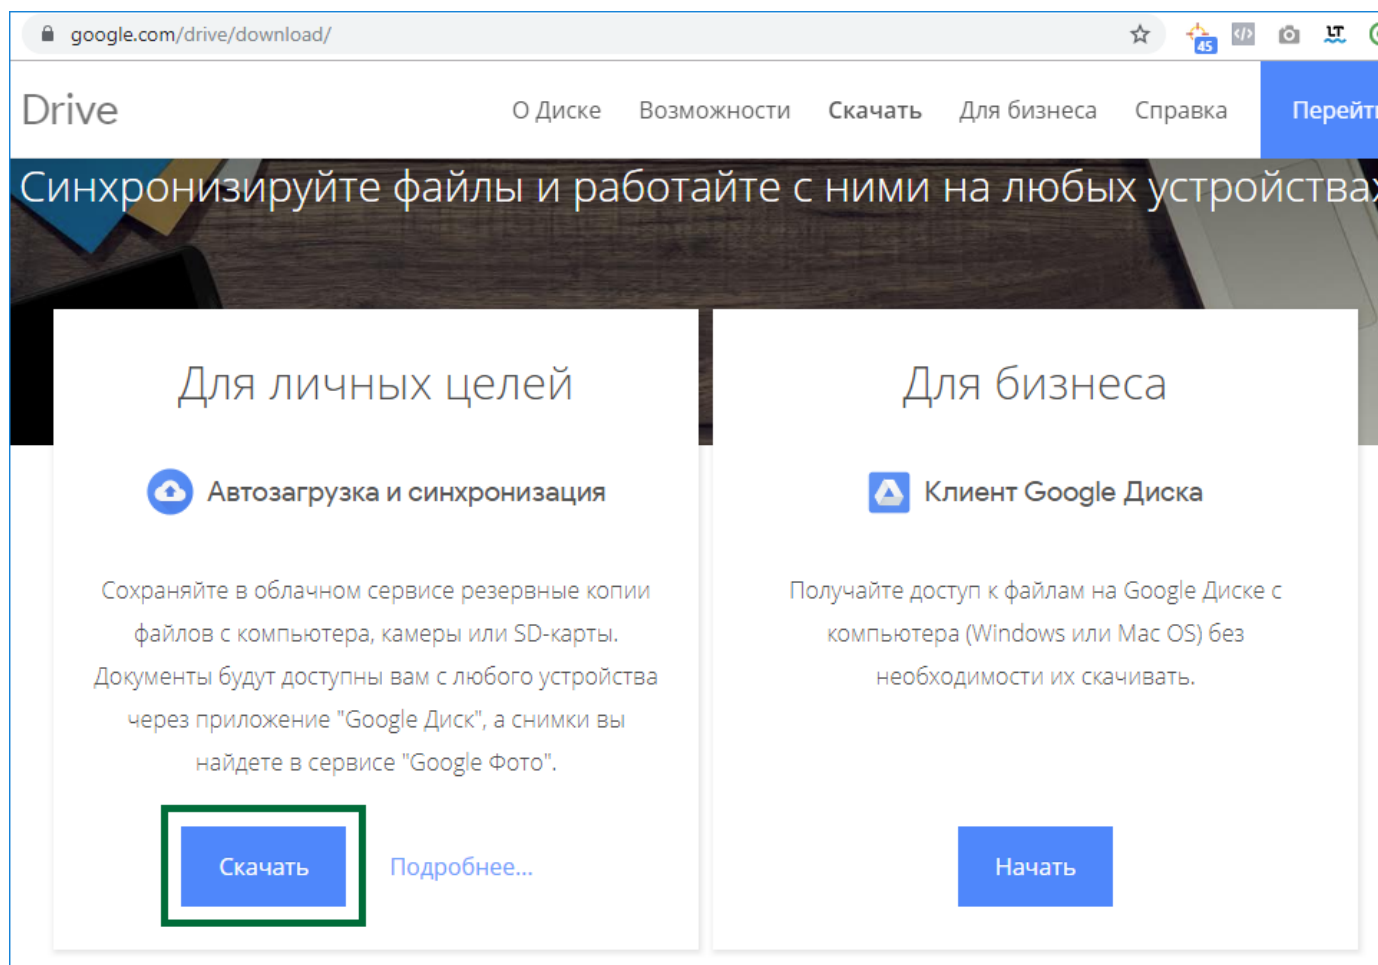 google.com/drive/download/
45
LT
Drive
О Диске Возможности Скачать Для бизнеса Справка
Синхронизируйте файлы и работайте с ними на любых устройствах
Для личных целей
Автозагрузка и синхронизация
Сохраняйте в облачном сервисе резервные копии
файлов с компьютера, камеры или SD-карты.
Документы будут доступны вам с любого устройства
через приложение "Google Диск", а снимки вы
найдете в сервисе "Google Фото".
Скачать Подробнее...
Для бизнеса
Клиент Google Диска
Получайте доступ к файлам на Google Диске с
компьютера (Windows или Mac OS) без
необходимости их скачивать.
Начать